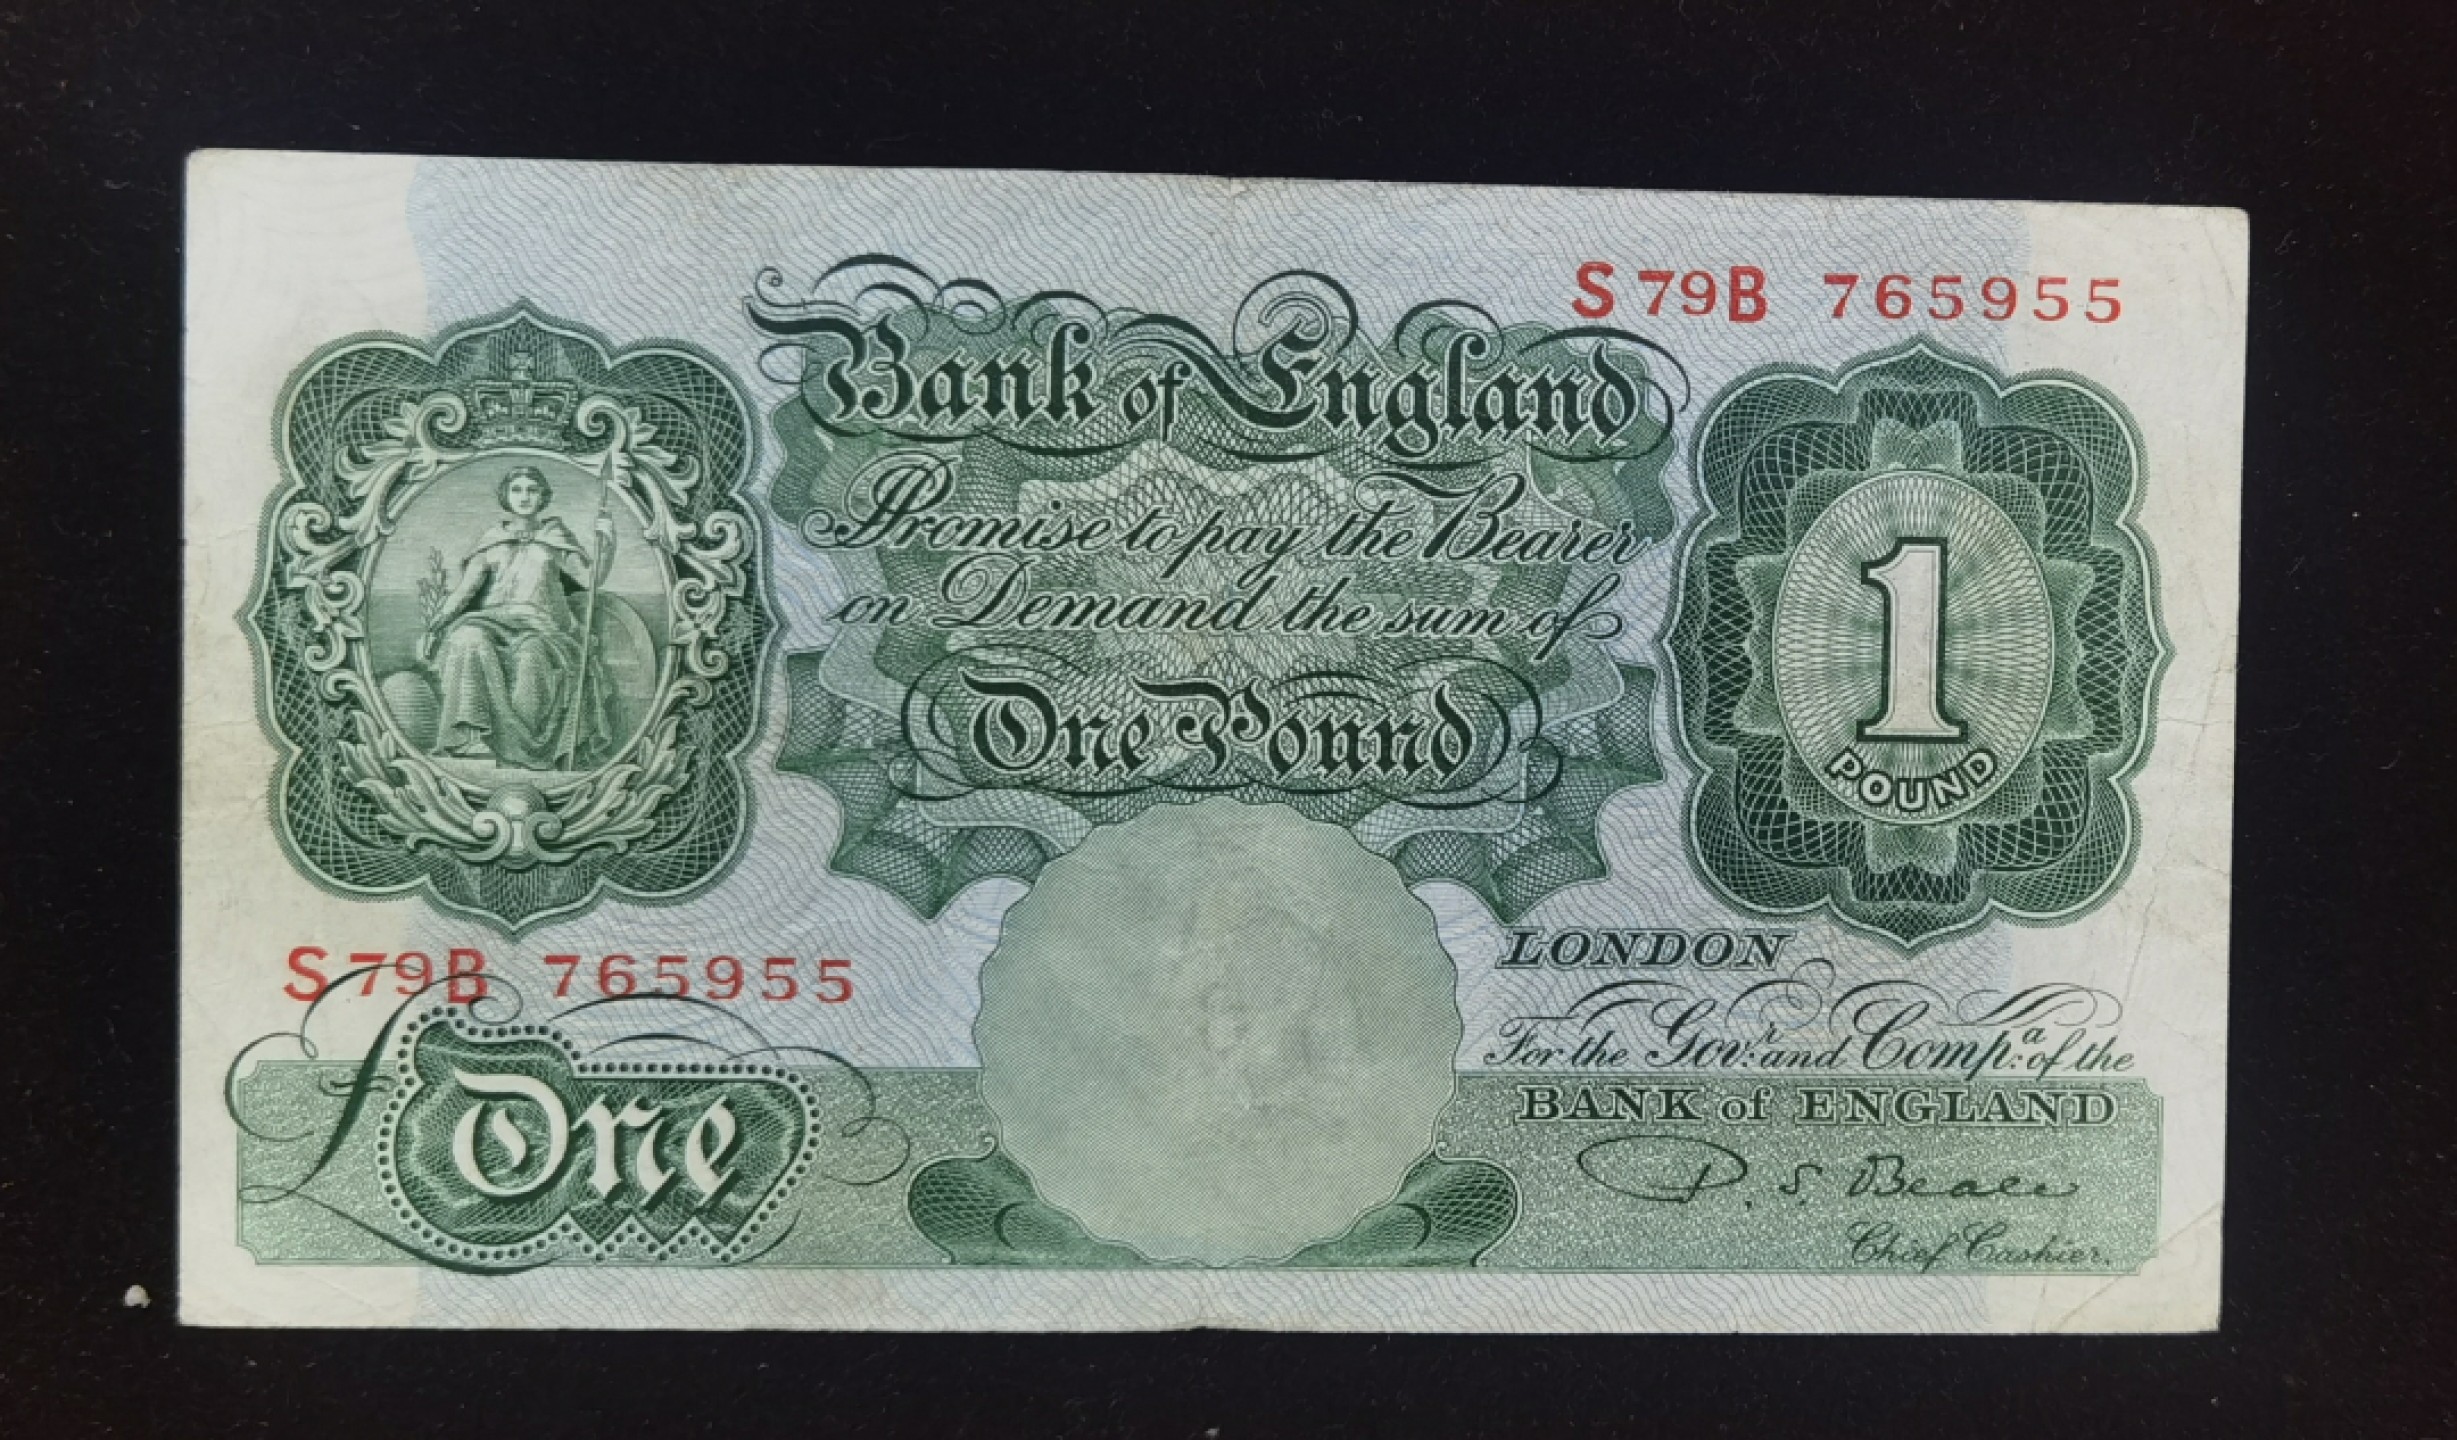 S79B 765955
Bank of England
Promise to pay the Bearer
on Demand the sum of
One Pound
1
POUND
S79B 765955
£One
LONDON
For the Govr: and Compa: of the
BANK of ENGLAND
P. S. Beale
Chief Cashier.